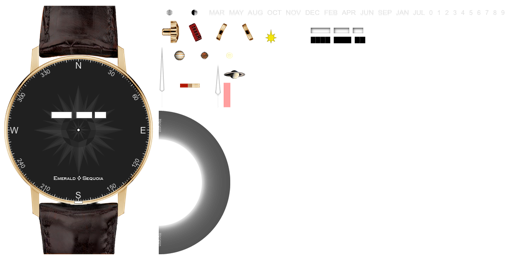 MAR MAY AUG OCT NOV DEC FEB APR JUN SEP JAN JUL 0 1 2 3 4 5 6 7 8 9
N
330
30
60
W
E
240
120
EMERALD SEQUOIA
210
150
S